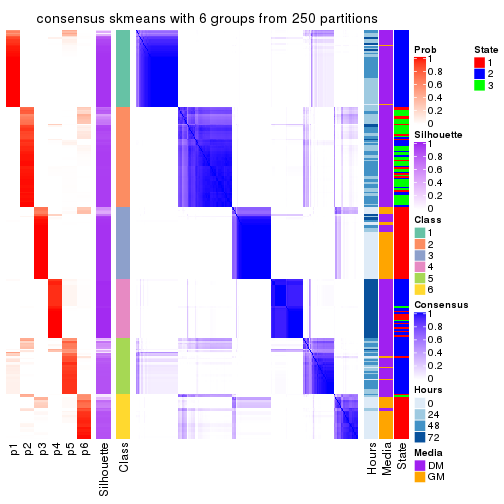 consensus skmeans with 6 groups from 250 partitions
p1
p2
p3
p4
p5
p6
Silhouette
Class
Hours
Media
State
Prob
1
0.8
0.6
0.4
0.2
0
Silhouette
1
0.8
0.6
0.4
0.2
0
Class
1
2
3
4
5
6
Consensus
1
0.8
0.6
0.4
0.2
0
Hours
0
24
48
72
Media
DM
GM
State
1
2
3